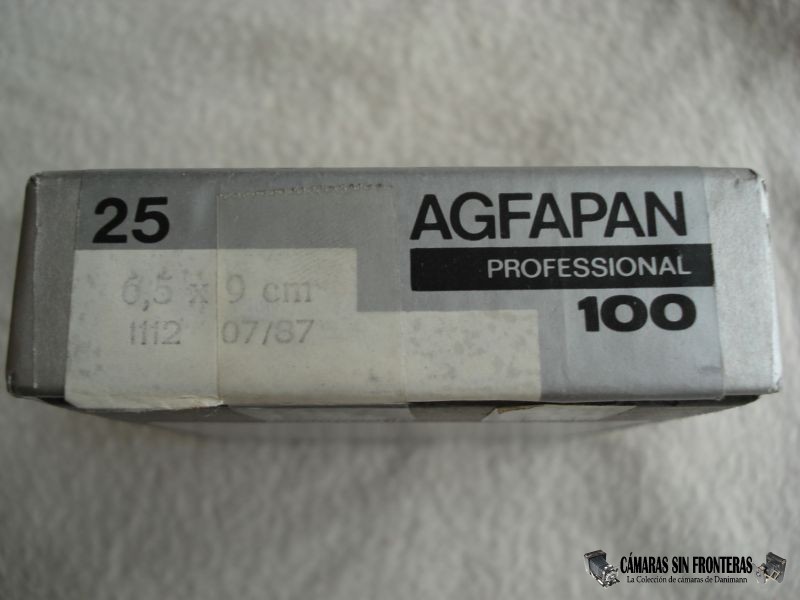 25
AGFAPAN
PROFESSIONAL
100
6,5 x 9 cm
1112 07/87
CÁMARAS SIN FRONTERAS
La Colección de cámaras de Danimann